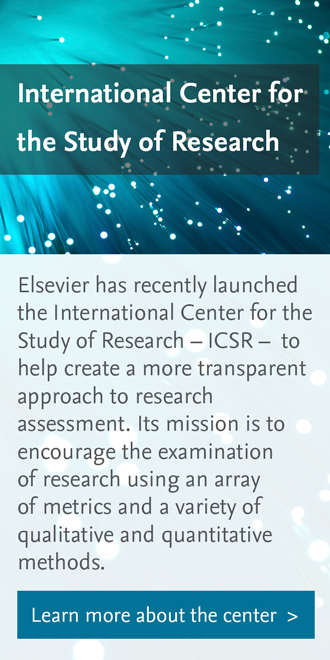 International Center for
the Study of Research
Elsevier has recently launched
the International Center for the
Study of Research – ICSR – to
help create a more transparent
approach to research
assessment. Its mission is to
encourage the examination
of research using an array
of metrics and a variety of
qualitative and quantitative
methods.
Learn more about the center >